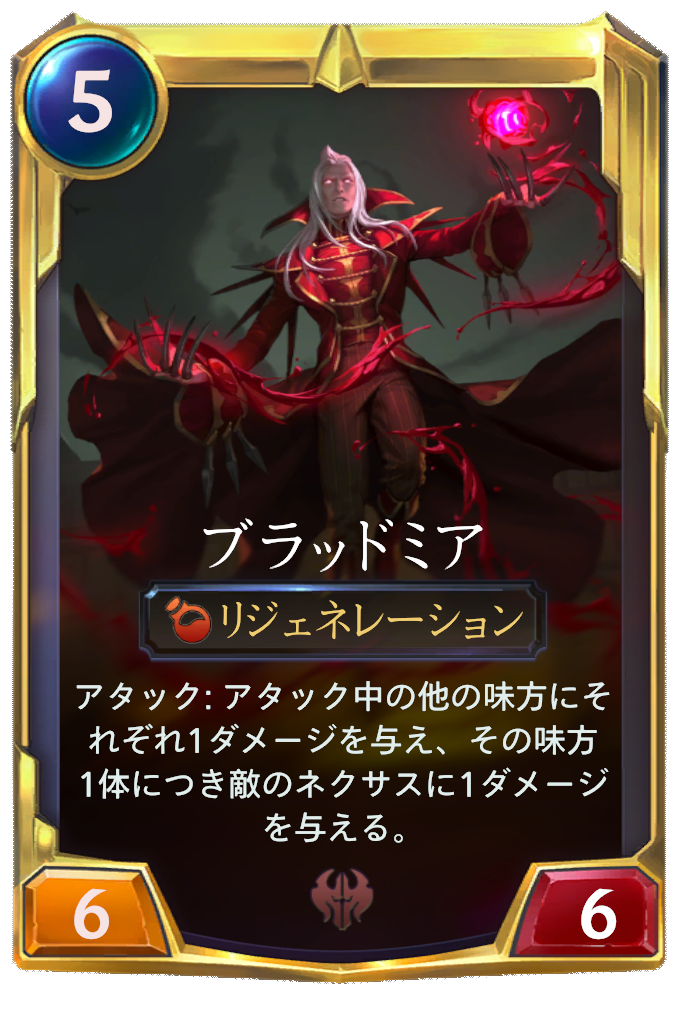 5
ブラッドミア
リジェネレーション
アタック: アタック中の他の味方にそ
れぞれ1ダメージを与え、その味方
1体につき敵のネクサスに1ダメージ
を与える。
6
6